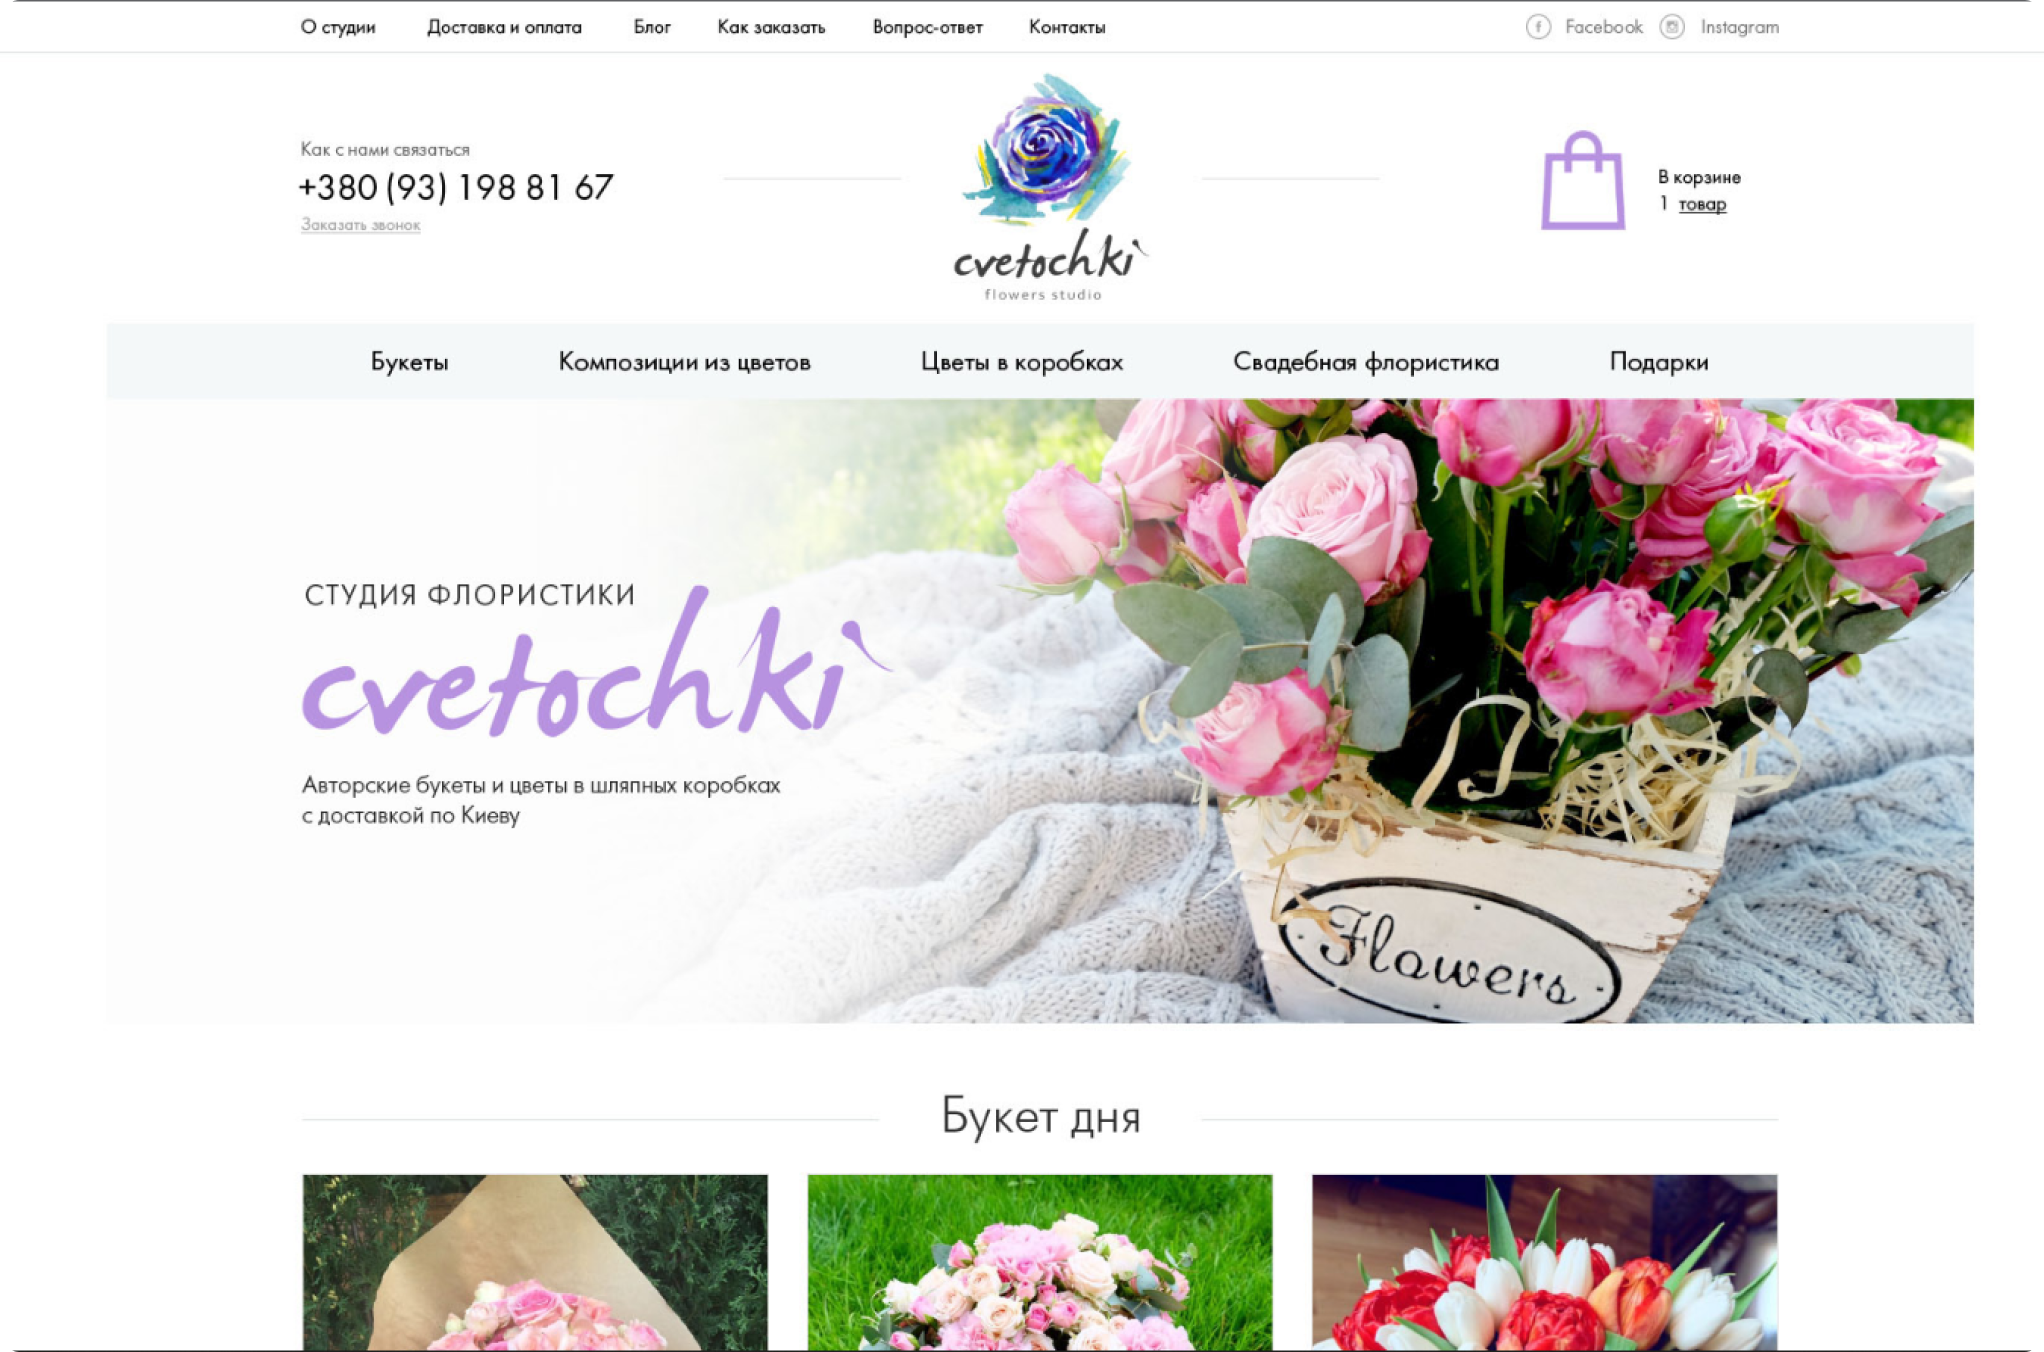 О студии Доставка и оплата Блог Как заказать Вопрос-ответ Контакты Facebook Instagram
Как с нами связаться
+380 (93) 198 81 67
Заказать звонок
cvetochki
flowers studio
В корзине
1 товар
Букеты Композиции из цветов Цветы в коробках Свадебная флористика Подарки
СТУДИЯ ФЛОРИСТИКИ
cvetochki
Авторские букеты и цветы в шляпных коробках
с доставкой по Киеву
Flowers
Букет дня